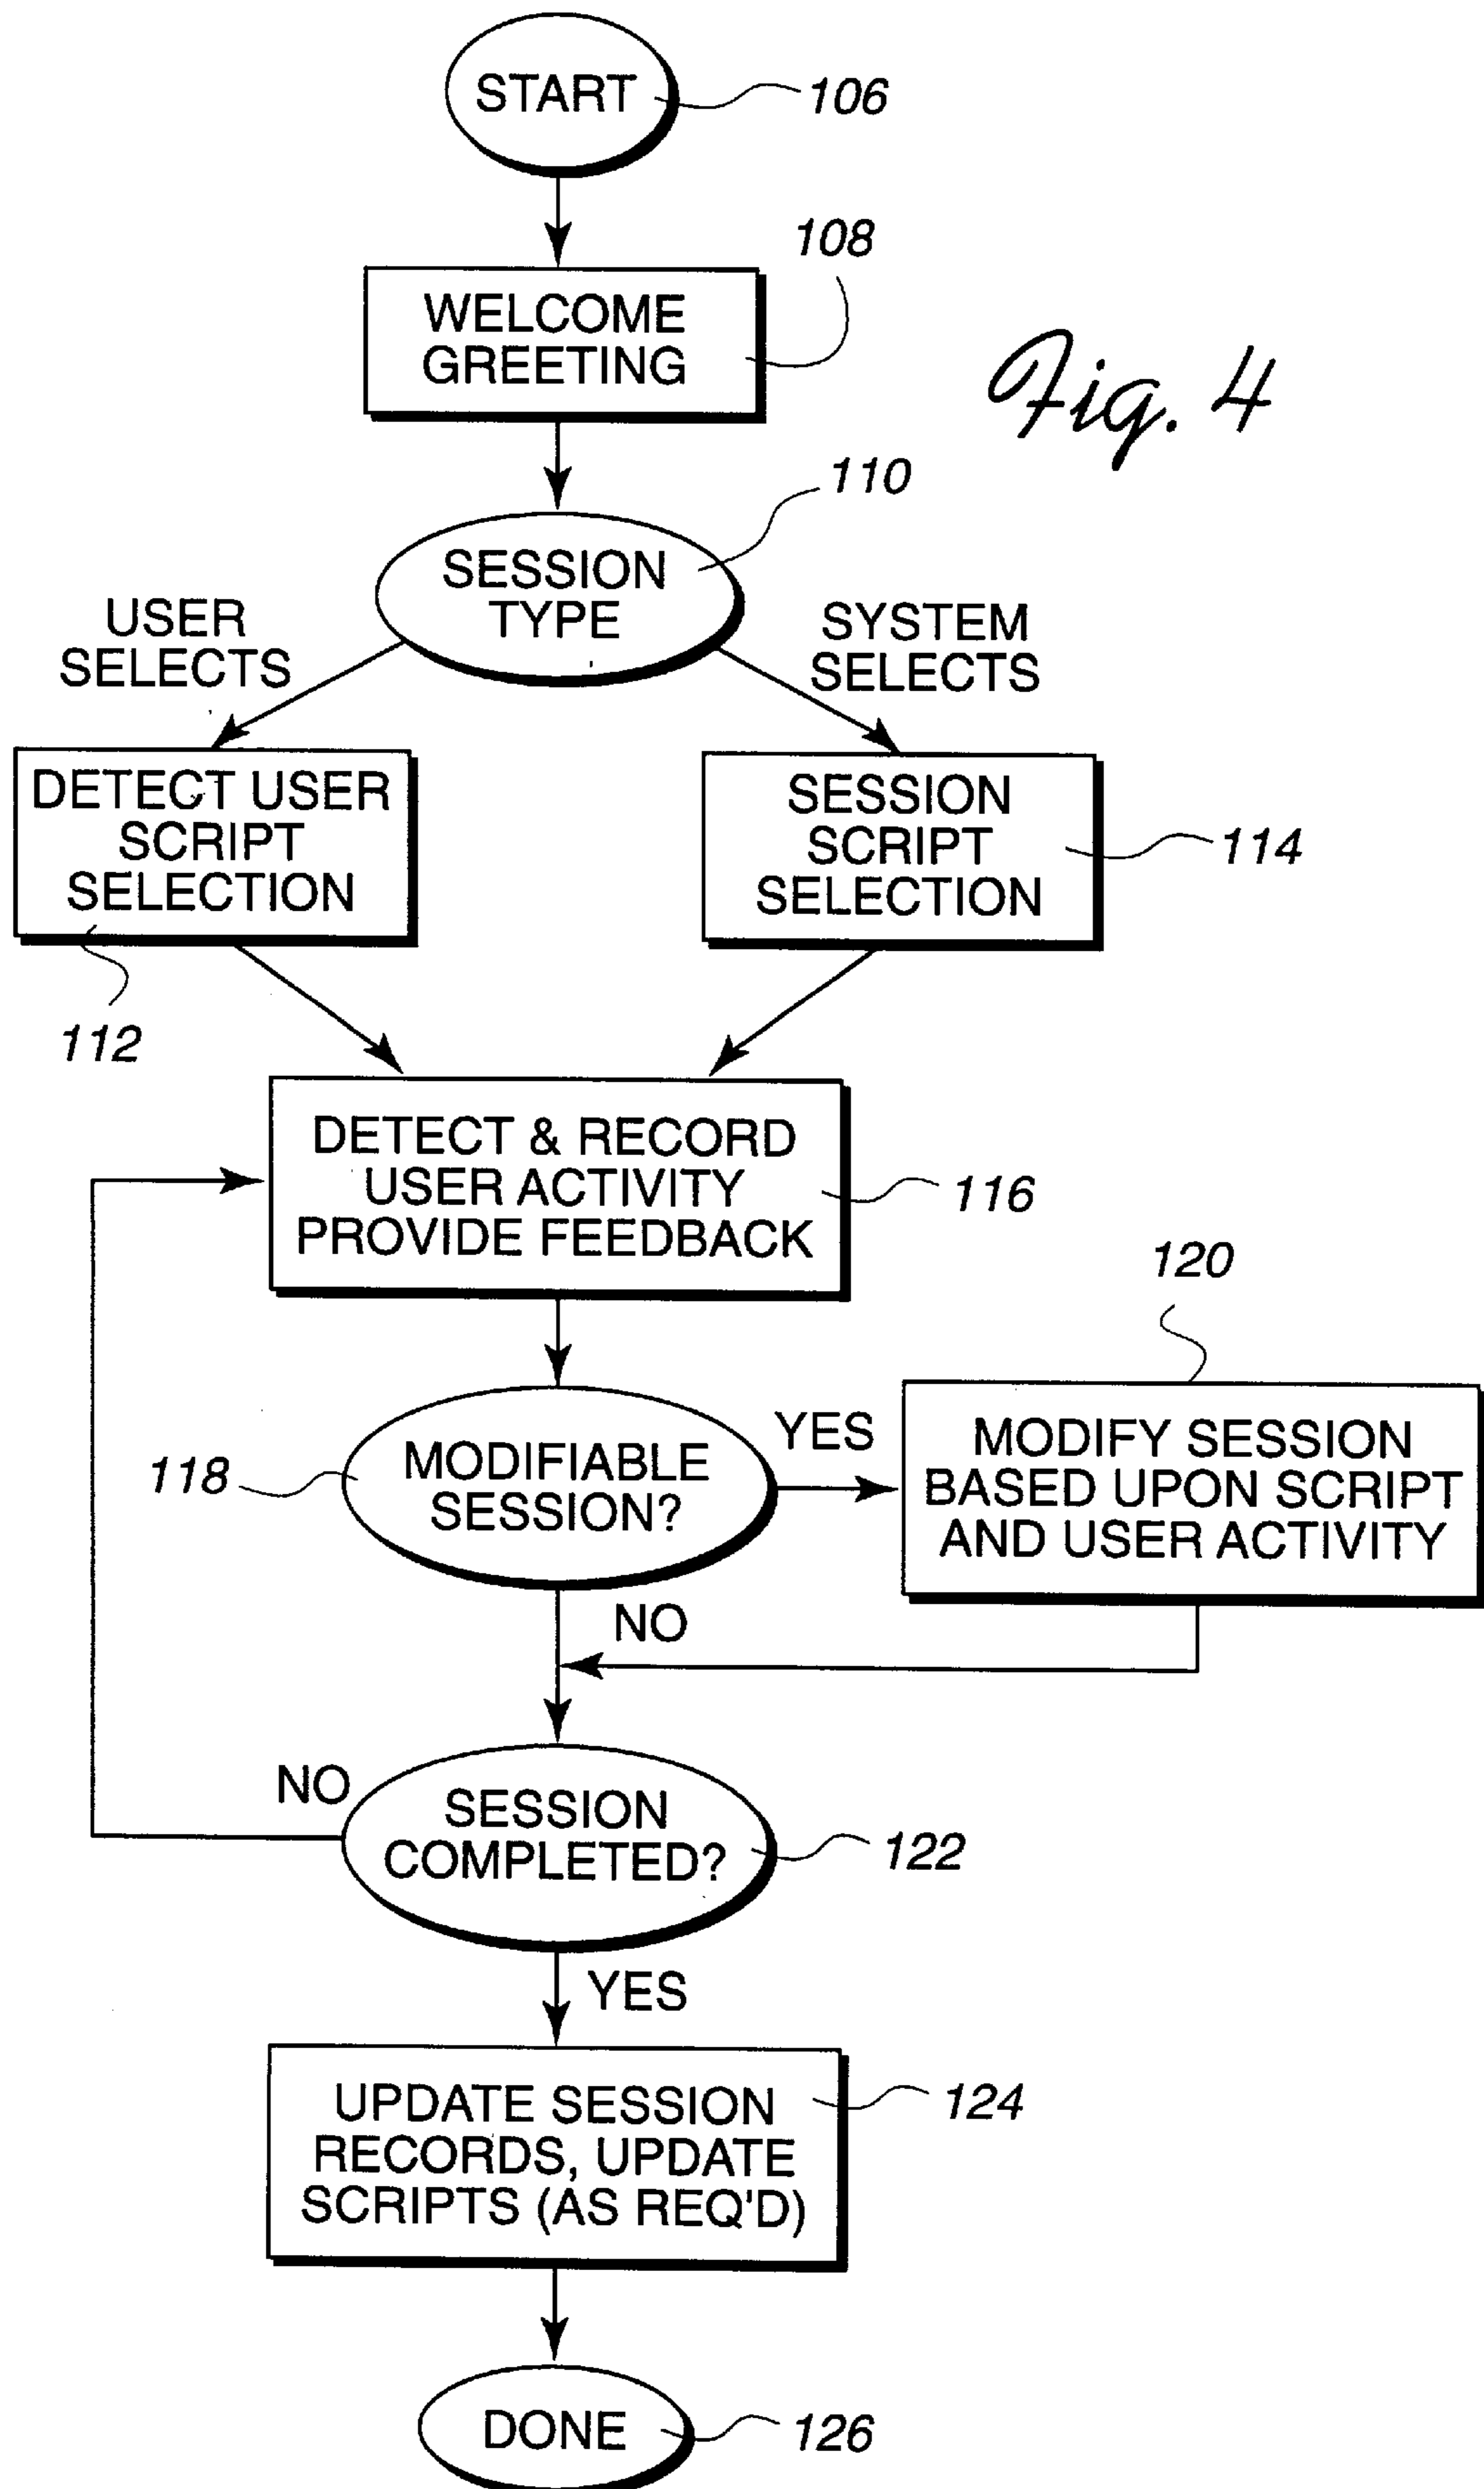 START
106
108
WELCOME
GREETING
Fig. 4
110
SESSION
TYPE
USER
SELECTS
SYSTEM
SELECTS
DETECT USER
SCRIPT
SELECTION
SESSION
SCRIPT
SELECTION
114
112
DETECT & RECORD
USER ACTIVITY
PROVIDE FEEDBACK
116
120
118
MODIFIABLE
SESSION?
YES
MODIFY SESSION
BASED UPON SCRIPT
AND USER ACTIVITY
NO
NO
SESSION
COMPLETED?
122
YES
UPDATE SESSION
RECORDS, UPDATE
SCRIPTS (AS REQ'D)
124
DONE
126